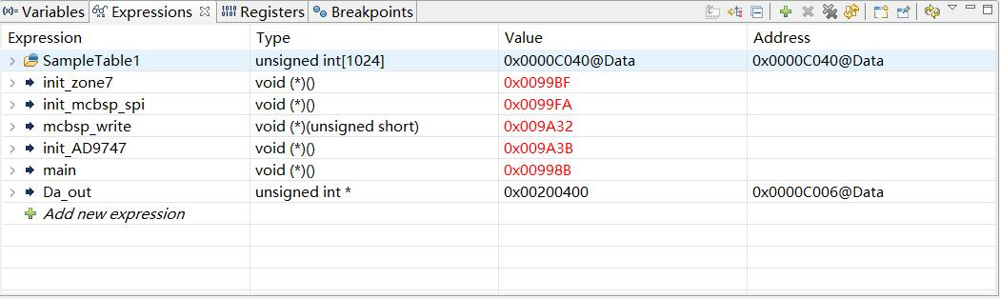 Variables Expressions Registers Breakpoints
Expression Type Value Address
SampleTable1 unsigned int[1024] 0x0000C040@Data 0x0000C040@Data
init_zone7 void (*)() 0x0099BF
init_mcbsp_spi void (*)() 0x0099FA
mcbsp_write void (*)(unsigned short) 0x009A32
init_AD9747 void (*)() 0x009A3B
main void (*)() 0x00998B
Da_out unsigned int * 0x00200400 0x0000C006@Data
Add new expression